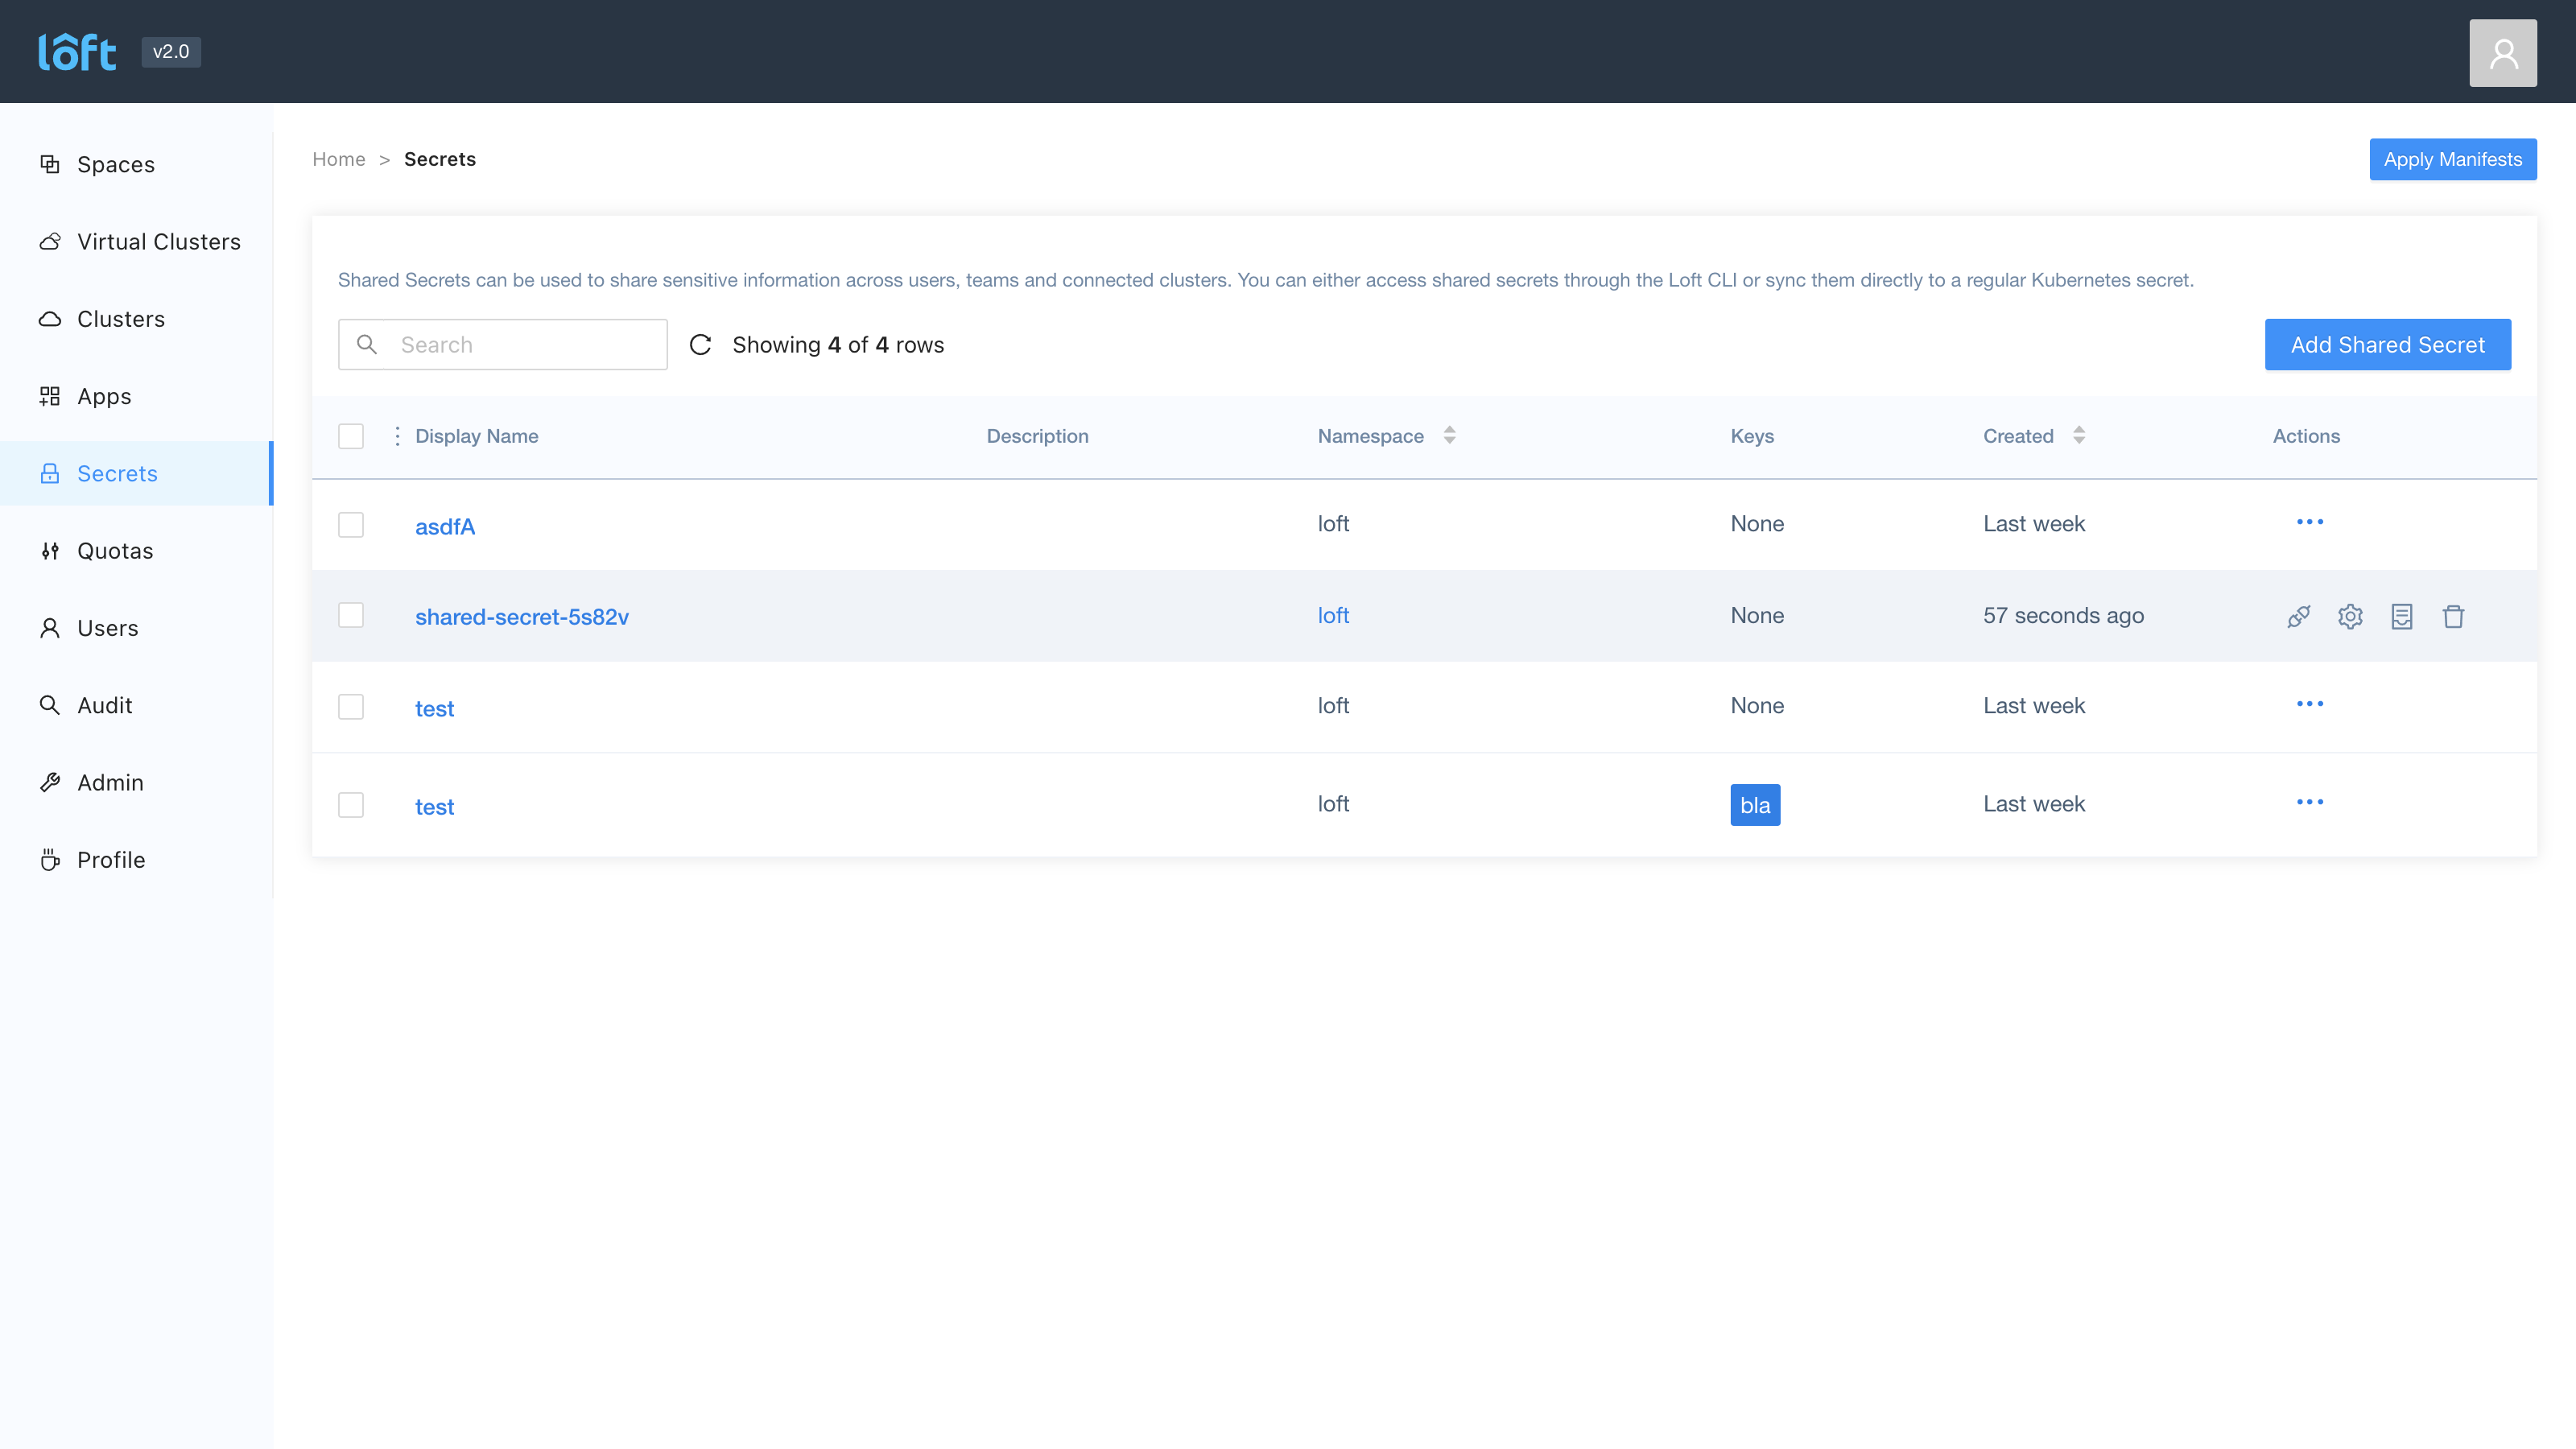 lôft v2.0
Spaces
Virtual Clusters
Clusters
Apps
Secrets
Quotas
Users
Audit
Admin
Profile
Home > Secrets
Apply Manifests
Shared Secrets can be used to share sensitive information across users, teams and connected clusters. You can either access shared secrets through the Loft CLI or sync them directly to a regular Kubernetes secret.
Search Showing 4 of 4 rows Add Shared Secret
Display Name Description Namespace Keys Created Actions
asdfA loft None Last week
shared-secret-5s82v loft None 57 seconds ago
test loft None Last week
test loft bla Last week